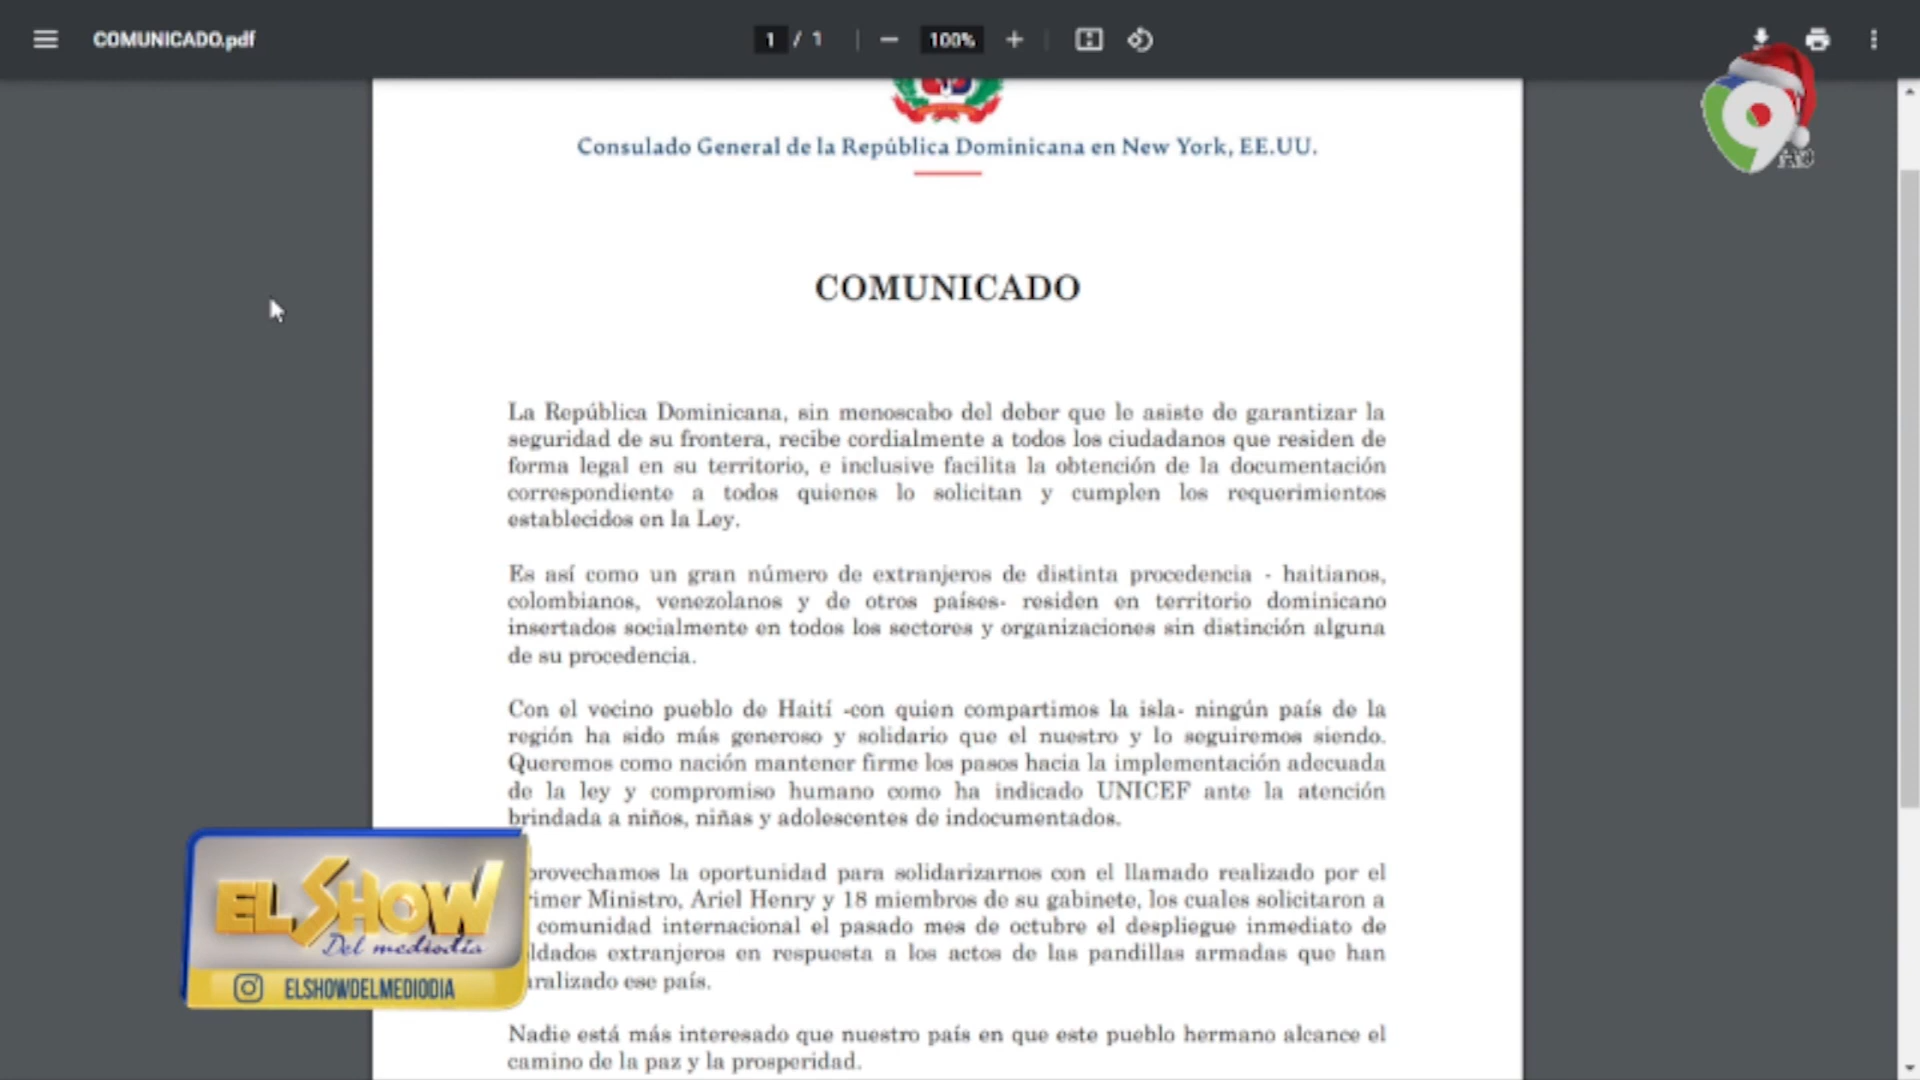 COMUNICADO.pdf
1 / 1
100%
Consulado General de la República Dominicana en New York, EE.UU.
COMUNICADO
La República Dominicana, sin menoscabo del deber que le asiste de garantizar la
seguridad de su frontera, recibe cordialmente a todos los ciudadanos que residen de
forma legal en su territorio, e inclusive facilita la obtención de la documentación
correspondiente a todos quienes lo solicitan y cumplen los requerimientos
establecidos en la Ley.
Es así como un gran número de extranjeros de distinta procedencia - haitianos,
colombianos, venezolanos y de otros países- residen en territorio dominicano
insertados socialmente en todos los sectores y organizaciones sin distinción alguna
de su procedencia.
Con el vecino pueblo de Haití -con quien compartimos la isla- ningún país de la
región ha sido más generoso y solidario que el nuestro y lo seguiremos siendo.
Queremos como nación mantener firme los pasos hacia la implementación adecuada
de la ley y compromiso humano como ha indicado UNICEF ante la atención
brindada a niños, niñas y adolescentes de indocumentados.
provechamos la oportunidad para solidarizarnos con el llamado realizado por el
imer Ministro, Ariel Henry y 18 miembros de su gabinete, los cuales solicitaron a
comunidad internacional el pasado mes de octubre el despliegue inmediato de
ldados extranjeros en respuesta a los actos de las pandillas armadas que han
ralizado ese país.
Nadie está más interesado que nuestro país en que este pueblo hermano alcance el
camino de la paz y la prosperidad.
EL SHOW
Del mediodía
ELSHOWDELMEDIODIA
9